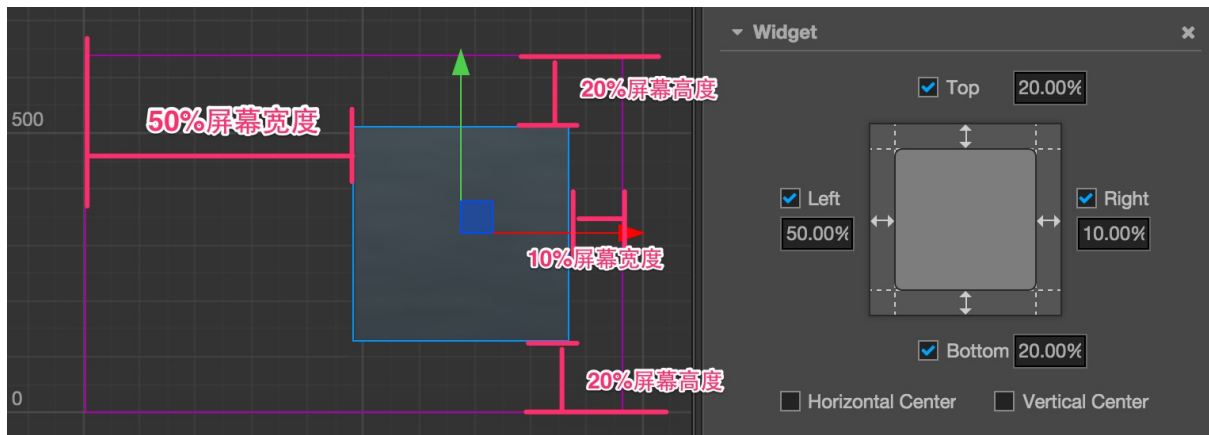 500
0
50%屏幕宽度
20%屏幕高度
10%屏幕宽度
20%屏幕高度
Widget
Top 20.00%
Left
50.00%
Right
10.00%
Bottom 20.00%
Horizontal Center
Vertical Center